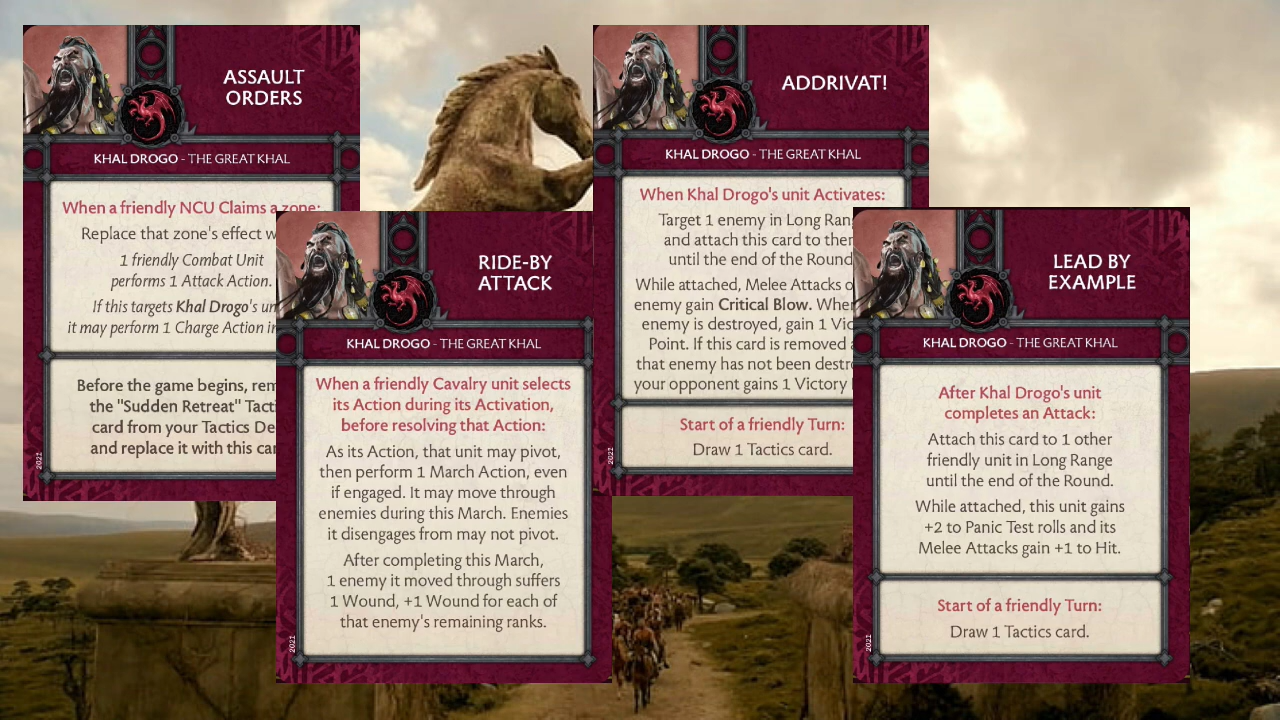 ASSAULT
ORDERS
KHAL DROGO - THE GREAT KHAL
When a friendly NCU Claims a zone:
Replace that zone's effect
1 friendly Combat Unit
performs 1 Attack Action.
If this targets Khal Drogo's
it may perform 1 Charge Action
Before the game begins,
the "Sudden Retreat"
card from your Tactics
and replace it with this
2021
RIDE-BY
ATTACK
KHAL DROGO - THE GREAT KHAL
When a friendly Cavalry unit selects
its Action during its Activation,
before resolving that Action:
As its Action, that unit may pivot,
then perform 1 March Action, even
if engaged. It may move through
enemies during this March. Enemies
it disengages from may not pivot.
After completing this March,
1 enemy it moved through suffers
1 Wound, +1 Wound for each of
that enemy's remaining ranks.
2021
ADDRIVAT!
KHAL DROGO - THE GREAT KHAL
When Khal Drogo's unit Activates:
Target 1 enemy in Long
and attach this card to
until the end of the Round
While attached, Melee Attacks
enemy gain Critical Blow. When
enemy is destroyed, gain 1
Point. If this card is removed
that enemy has not been
your opponent gains 1 Victory
Start of a friendly Turn:
Draw 1 Tactics card.
2021
LEAD BY
EXAMPLE
KHAL DROGO - THE GREAT KHAL
After Khal Drogo's unit
completes an Attack:
Attach this card to 1 other
friendly unit in Long Range
until the end of the Round.
While attached, this unit gains
+2 to Panic Test rolls and its
Melee Attacks gain +1 to Hit.
Start of a friendly Turn:
Draw 1 Tactics card.
2021